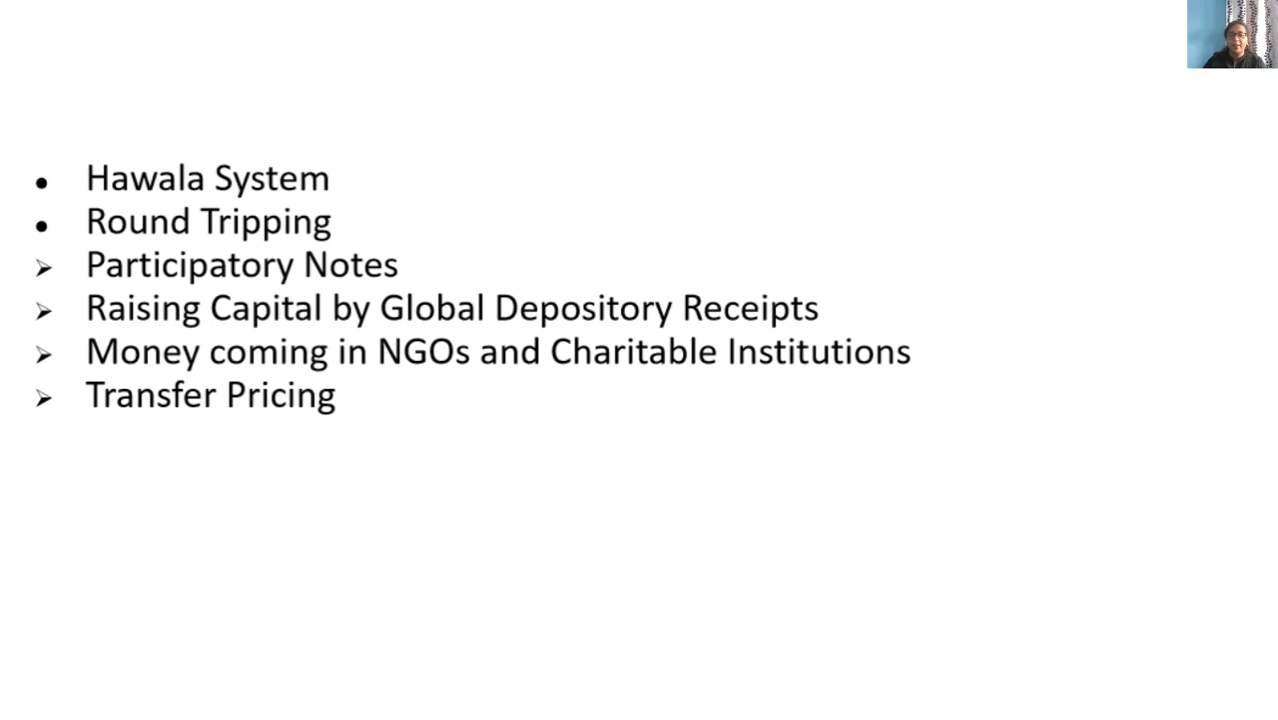 • Hawala System
• Round Tripping
➢ Participatory Notes
➢ Raising Capital by Global Depository Receipts
➢ Money coming in NGOs and Charitable Institutions
➢ Transfer Pricing